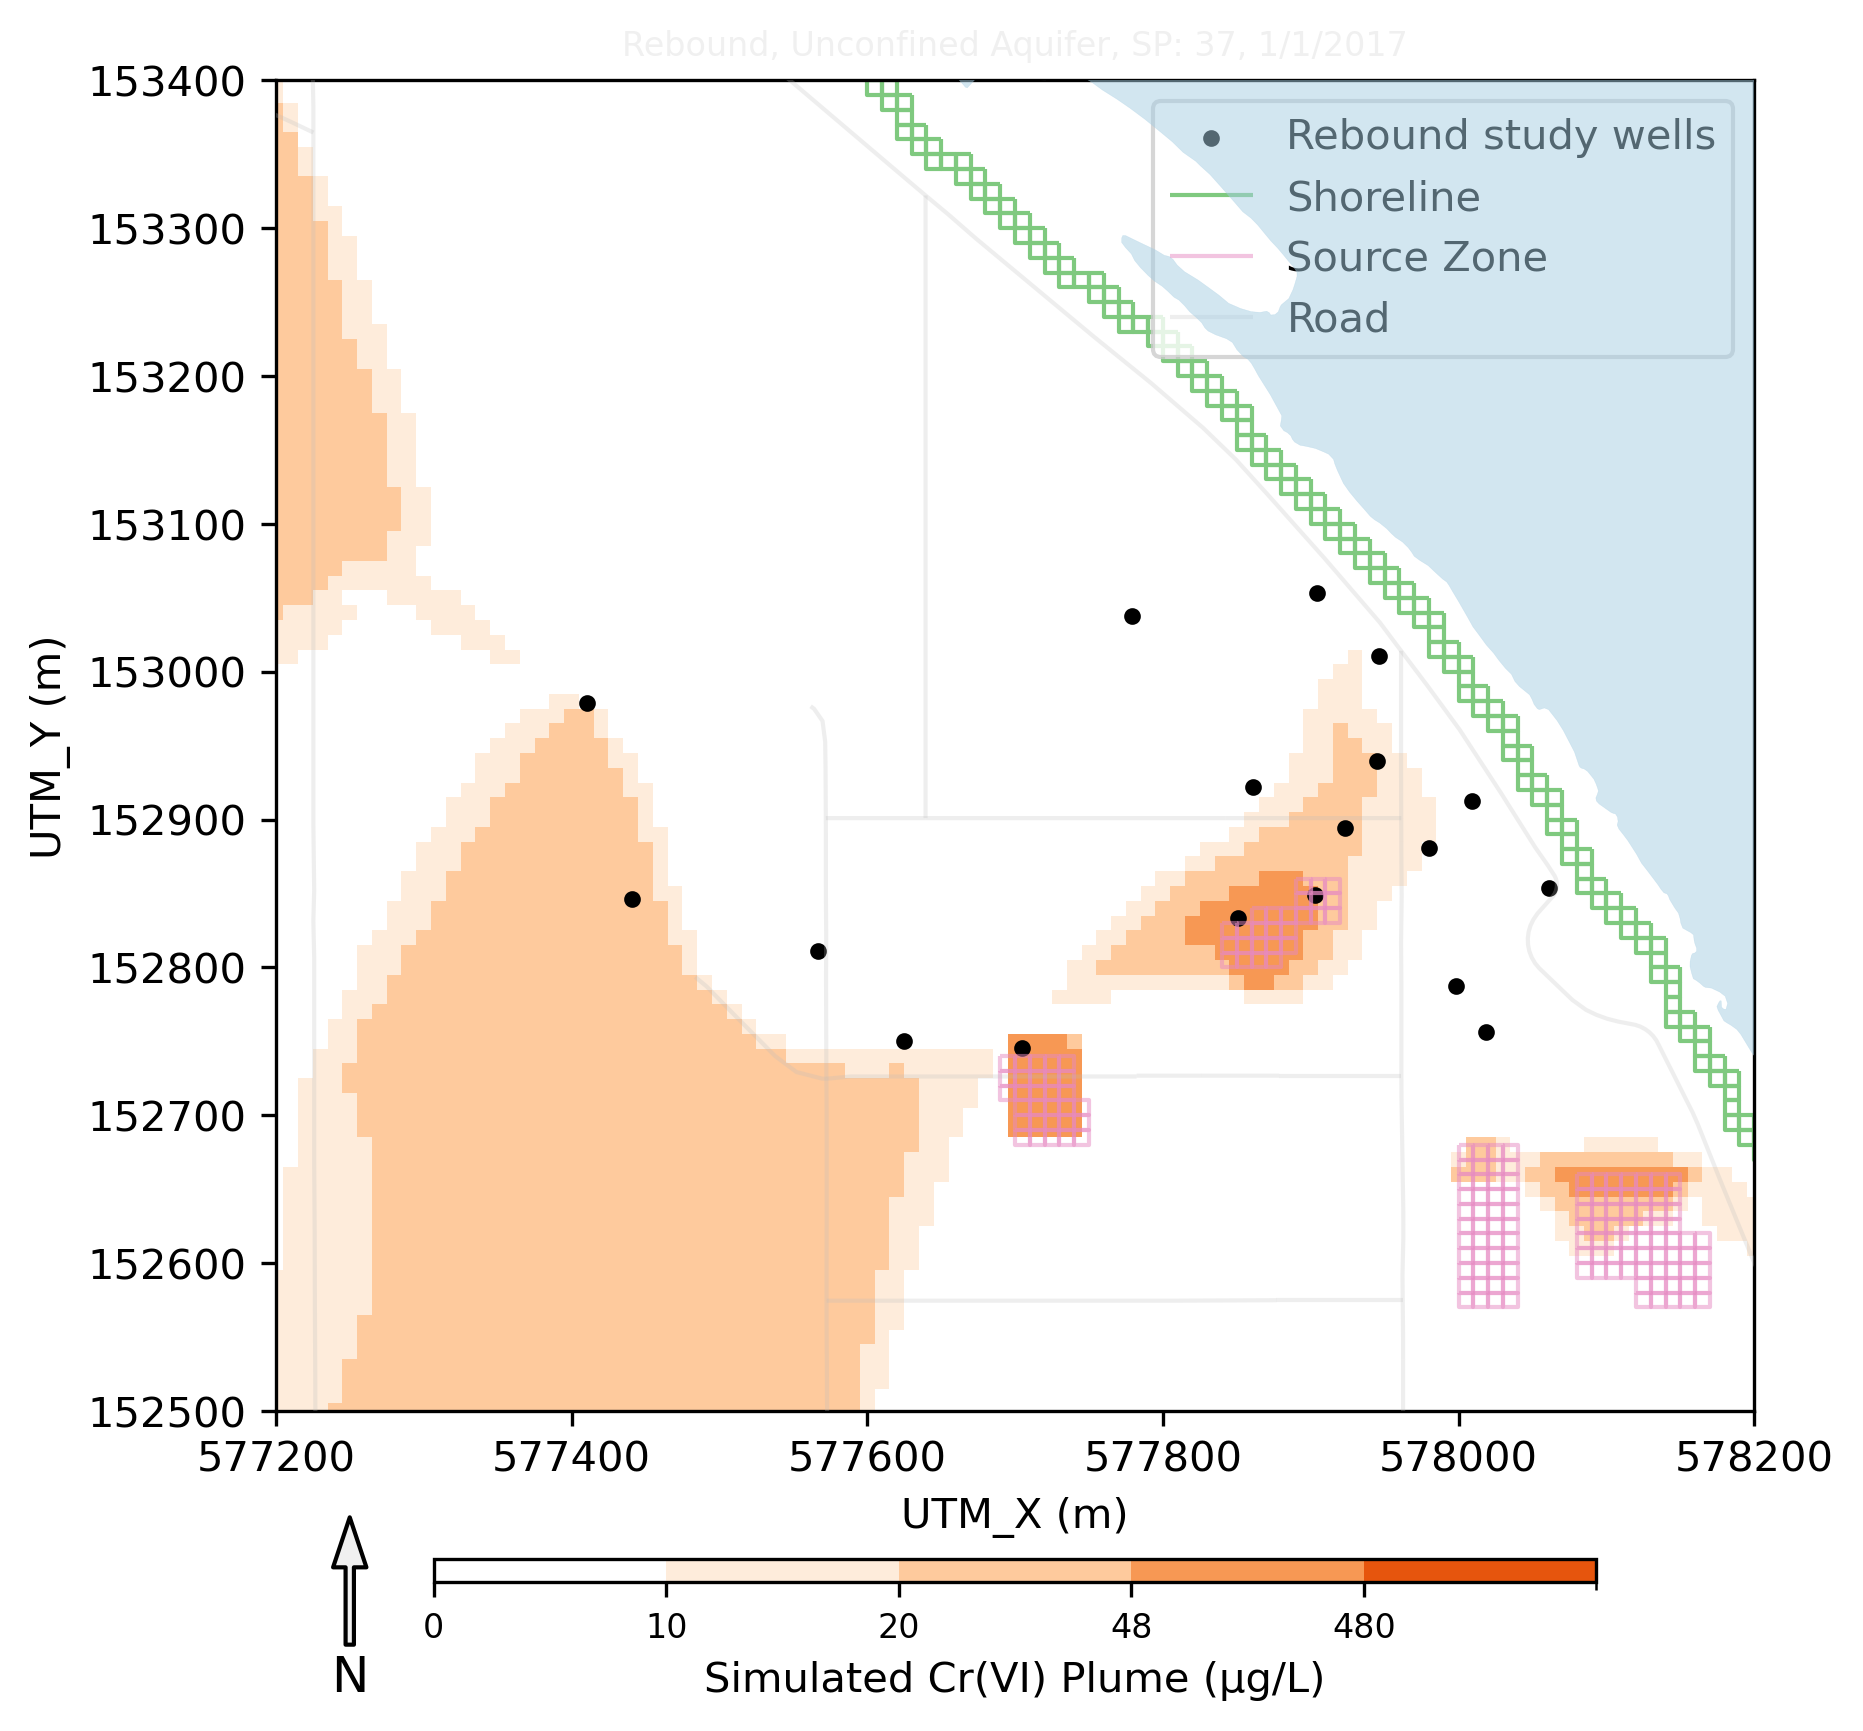 Rebound, Unconfined Aquifer, SP: 37, 1/1/2017
Rebound study wells
Shoreline
Source Zone
Road
153400
153300
153200
153100
153000
152900
152800
152700
152600
152500
UTM_Y (m)
577200 577400 577600 577800 578000 578200
UTM_X (m)
0 10 20 48 480
N
Simulated Cr(VI) Plume (µg/L)